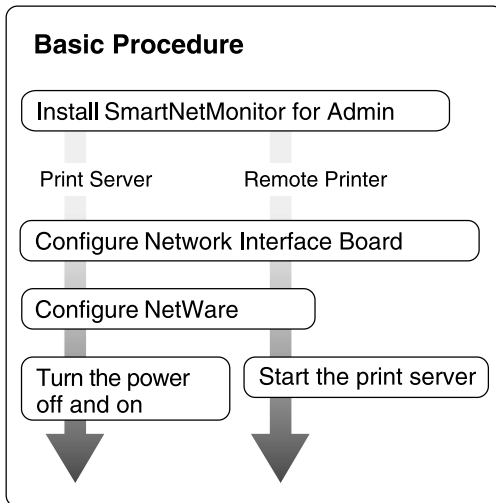 Basic Procedure
Install SmartNetMonitor for Admin
Print Server
Remote Printer
Configure Network Interface Board
Configure NetWare
Turn the power
off and on
Start the print server